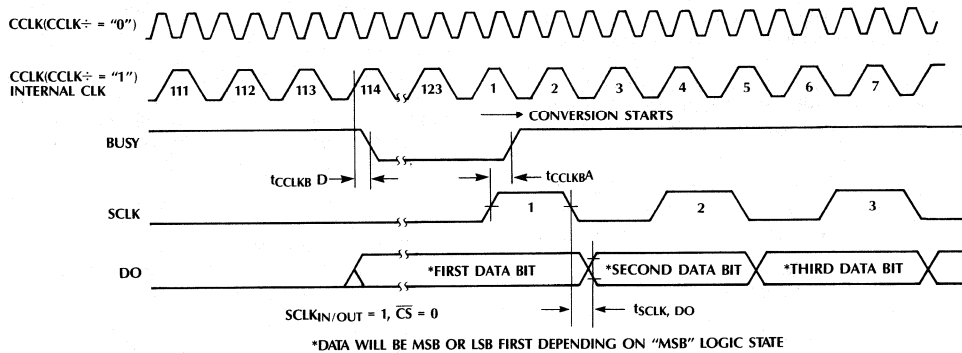 CCLK(CCLK÷ = "0")
CCLK(CCLK÷ = "1")
INTERNAL CLK
111 112 113 114 123 1 2 3 4 5 6 7
CONVERSION STARTS
BUSY
tCCLKB D
tCCLKBA
SCLK
1 2 3
DO
*FIRST DATA BIT *SECOND DATA BIT *THIRD DATA BIT
SCLKIN/OUT = 1, C̅S̅ = 0
tSCLK, DO
*DATA WILL BE MSB OR LSB FIRST DEPENDING ON "MSB" LOGIC STATE